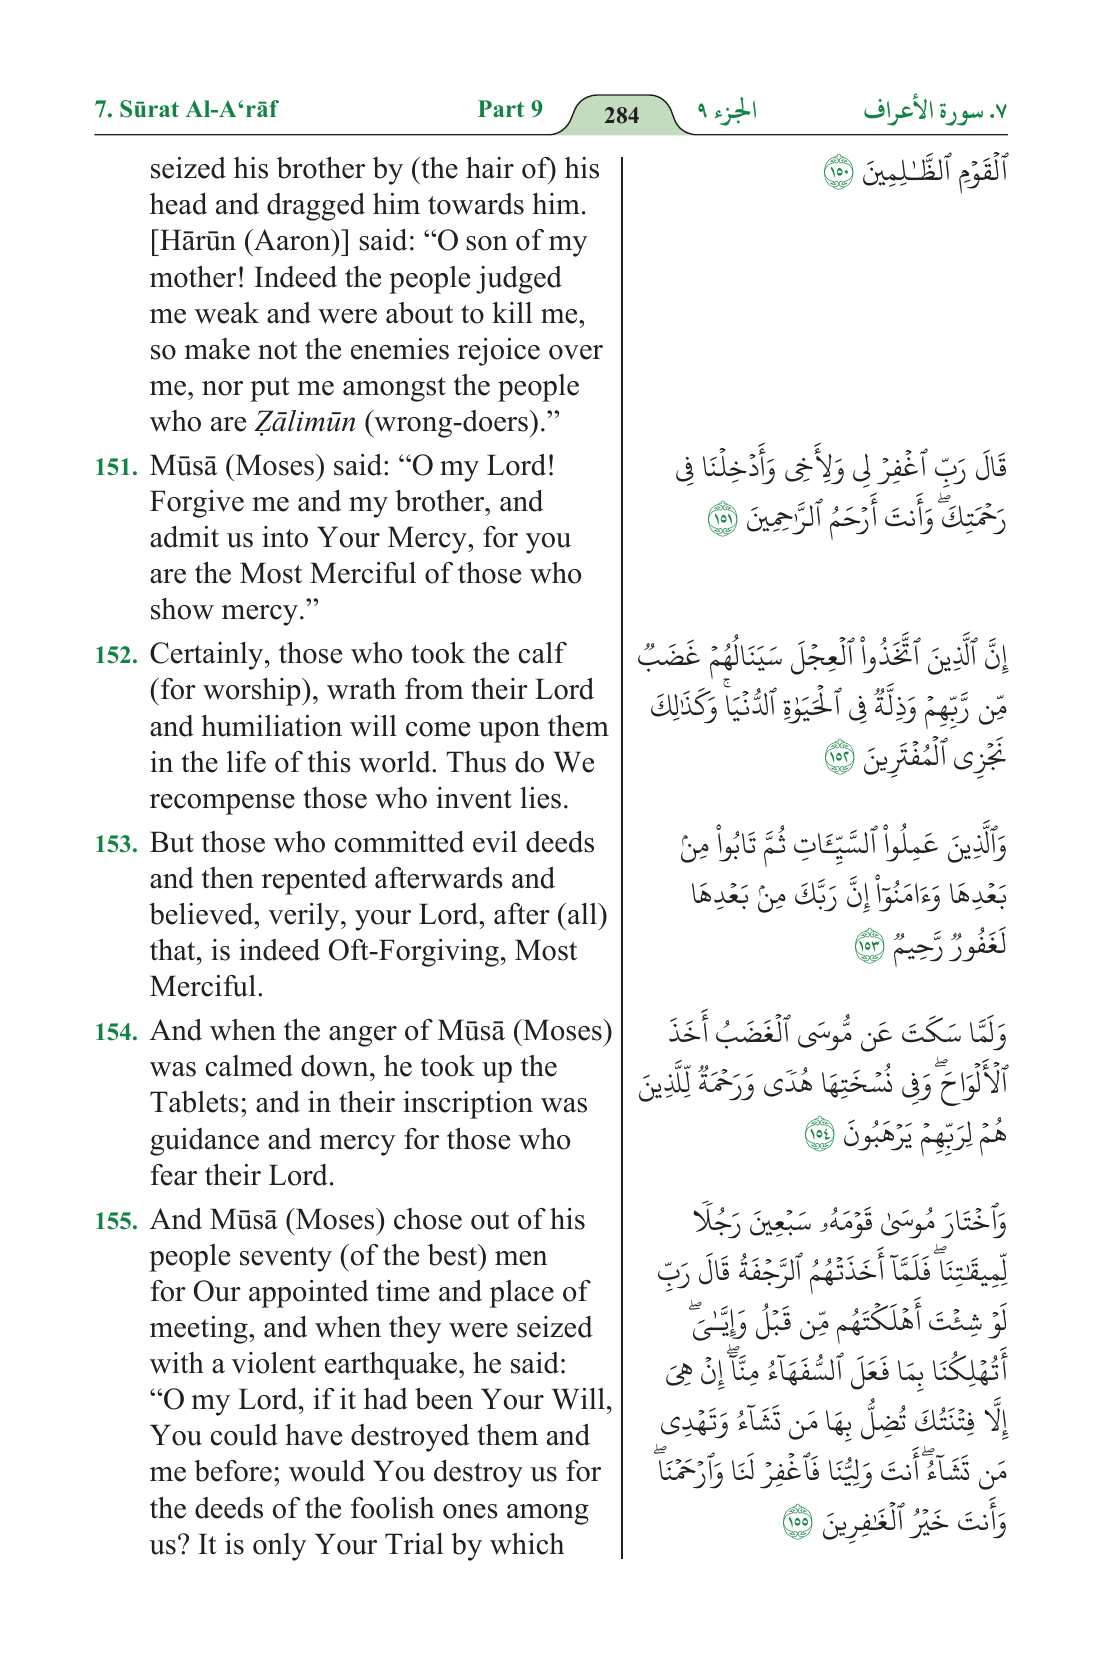 7. Sūrat Al-A‘rāf
Part 9
284
الجزء ٩
٧. سورة الأعراف
seized his brother by (the hair of) his
head and dragged him towards him.
[Hārūn (Aaron)] said: “O son of my
mother! Indeed the people judged
me weak and were about to kill me,
so make not the enemies rejoice over
me, nor put me amongst the people
who are Ẓālimūn (wrong-doers).”
ٱلْقَوْمِ ٱلظَّـٰلِمِينَ ١٥٠
151. Mūsā (Moses) said: “O my Lord!
Forgive me and my brother, and
admit us into Your Mercy, for you
are the Most Merciful of those who
show mercy.”
قَالَ رَبِّ ٱغْفِرْ لِى وَلِأَخِى وَأَدْخِلْنَا فِى
رَحْمَتِكَ ۖ وَأَنتَ أَرْحَمُ ٱلرَّٰحِمِينَ ١٥١
152. Certainly, those who took the calf
(for worship), wrath from their Lord
and humiliation will come upon them
in the life of this world. Thus do We
recompense those who invent lies.
إِنَّ ٱلَّذِينَ ٱتَّخَذُوا۟ ٱلْعِجْلَ سَيَنَالُهُمْ غَضَبٌ
مِّن رَّبِّهِمْ وَذِلَّةٌ فِى ٱلْحَيَوٰةِ ٱلدُّنْيَا ۚ وَكَذَٰلِكَ
نَجْزِى ٱلْمُفْتَرِينَ ١٥٢
153. But those who committed evil deeds
and then repented afterwards and
believed, verily, your Lord, after (all)
that, is indeed Oft-Forgiving, Most
Merciful.
وَٱلَّذِينَ عَمِلُوا۟ ٱلسَّيِّـَٔاتِ ثُمَّ تَابُوا۟ مِنۢ
بَعْدِهَا وَءَامَنُوٓا۟ إِنَّ رَبَّكَ مِنۢ بَعْدِهَا
لَغَفُورٌ رَّحِيمٌ ١٥٣
154. And when the anger of Mūsā (Moses)
was calmed down, he took up the
Tablets; and in their inscription was
guidance and mercy for those who
fear their Lord.
وَلَمَّا سَكَتَ عَن مُّوسَى ٱلْغَضَبُ أَخَذَ
ٱلْأَلْوَاحَ ۖ وَفِى نُسْخَتِهَا هُدًى وَرَحْمَةٌ لِّلَّذِينَ
هُمْ لِرَبِّهِمْ يَرْهَبُونَ ١٥٤
155. And Mūsā (Moses) chose out of his
people seventy (of the best) men
for Our appointed time and place of
meeting, and when they were seized
with a violent earthquake, he said:
“O my Lord, if it had been Your Will,
You could have destroyed them and
me before; would You destroy us for
the deeds of the foolish ones among
us? It is only Your Trial by which
وَٱخْتَارَ مُوسَىٰ قَوْمَهُۥ سَبْعِينَ رَجُلًا
لِّمِيقَـٰتِنَا ۖ فَلَمَّآ أَخَذَتْهُمُ ٱلرَّجْفَةُ قَالَ رَبِّ
لَوْ شِئْتَ أَهْلَكْتَهُم مِّن قَبْلُ وَإِيَّـٰىَ ۖ
أَتُهْلِكُنَا بِمَا فَعَلَ ٱلسُّفَهَآءُ مِنَّآ ۖ إِنْ هِىَ
إِلَّا فِتْنَتُكَ تُضِلُّ بِهَا مَن تَشَآءُ وَتَهْدِى
مَن تَشَآءُ ۖ أَنتَ وَلِيُّنَا فَٱغْفِرْ لَنَا وَٱرْحَمْنَا ۖ
وَأَنتَ خَيْرُ ٱلْغَـٰفِرِينَ ١٥٥